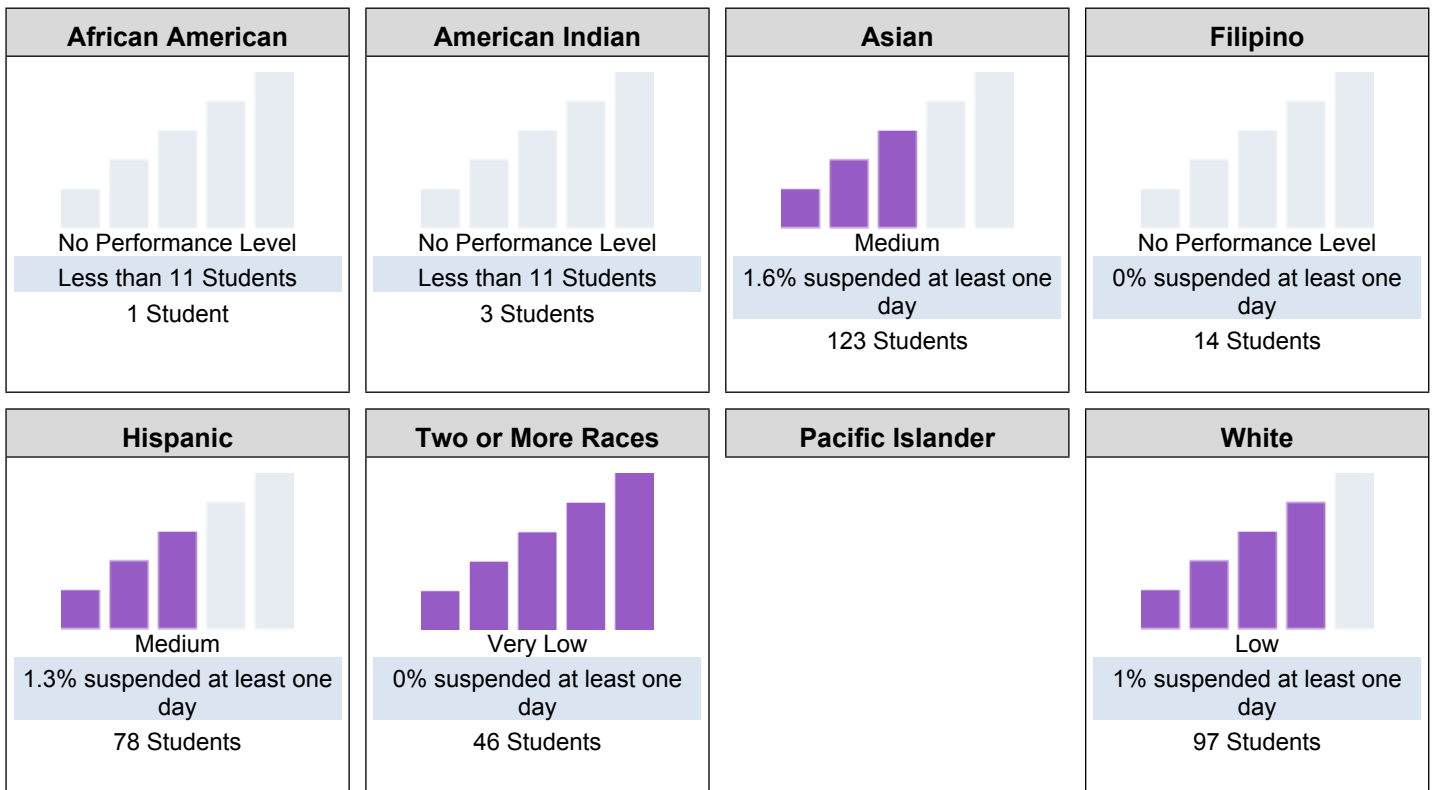 African American
No Performance Level
Less than 11 Students
1 Student
American Indian
No Performance Level
Less than 11 Students
3 Students
Asian
Medium
1.6% suspended at least one
day
123 Students
Filipino
No Performance Level
0% suspended at least one
day
14 Students
Hispanic
Medium
1.3% suspended at least one
day
78 Students
Two or More Races
Very Low
0% suspended at least one
day
46 Students
Pacific Islander
White
Low
1% suspended at least one
day
97 Students